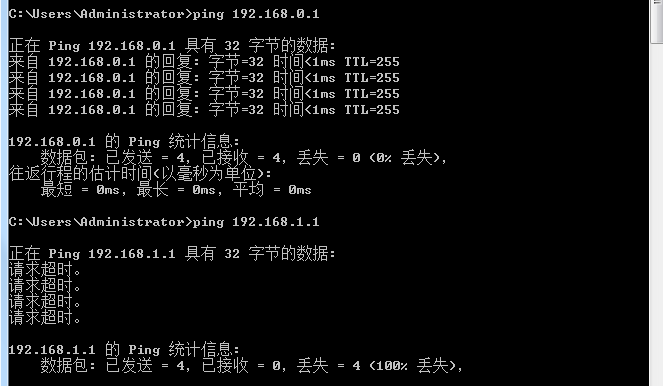 C:\Users\Administrator>ping 192.168.0.1
正在 Ping 192.168.0.1 具有 32 字节的数据:
来自 192.168.0.1 的回复: 字节=32 时间<1ms TTL=255
来自 192.168.0.1 的回复: 字节=32 时间<1ms TTL=255
来自 192.168.0.1 的回复: 字节=32 时间<1ms TTL=255
来自 192.168.0.1 的回复: 字节=32 时间<1ms TTL=255
192.168.0.1 的 Ping 统计信息:
数据包: 已发送 = 4, 已接收 = 4, 丢失 = 0 (0% 丢失),
往返行程的估计时间(以毫秒为单位):
最短 = 0ms, 最长 = 0ms, 平均 = 0ms
C:\Users\Administrator>ping 192.168.1.1
正在 Ping 192.168.1.1 具有 32 字节的数据:
请求超时。
请求超时。
请求超时。
请求超时。
192.168.1.1 的 Ping 统计信息:
数据包: 已发送 = 4, 已接收 = 0, 丢失 = 4 (100% 丢失),